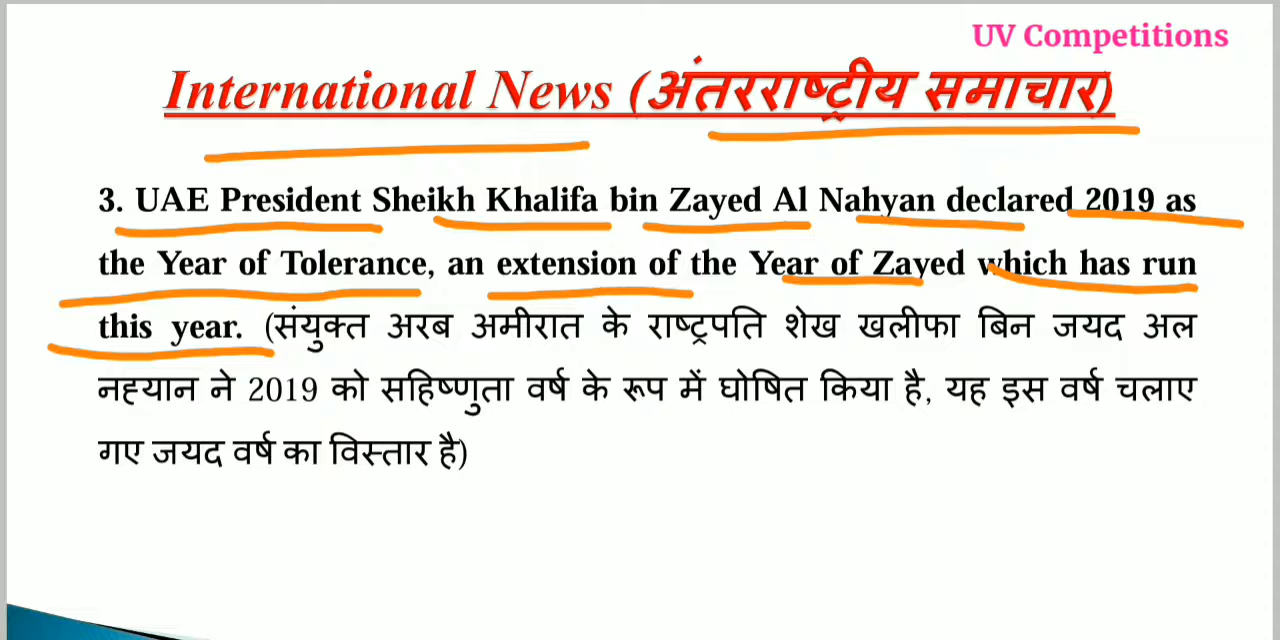 UV Competitions
International News (अंतरराष्ट्रीय समाचार)
3. UAE President Sheikh Khalifa bin Zayed Al Nahyan declared 2019 as
the Year of Tolerance, an extension of the Year of Zayed which has run
this year. (संयुक्त अरब अमीरात के राष्ट्रपति शेख खलीफा बिन जयद अल
नह्यान ने 2019 को सहिष्णुता वर्ष के रूप में घोषित किया है, यह इस वर्ष चलाए
गए जयद वर्ष का विस्तार है)